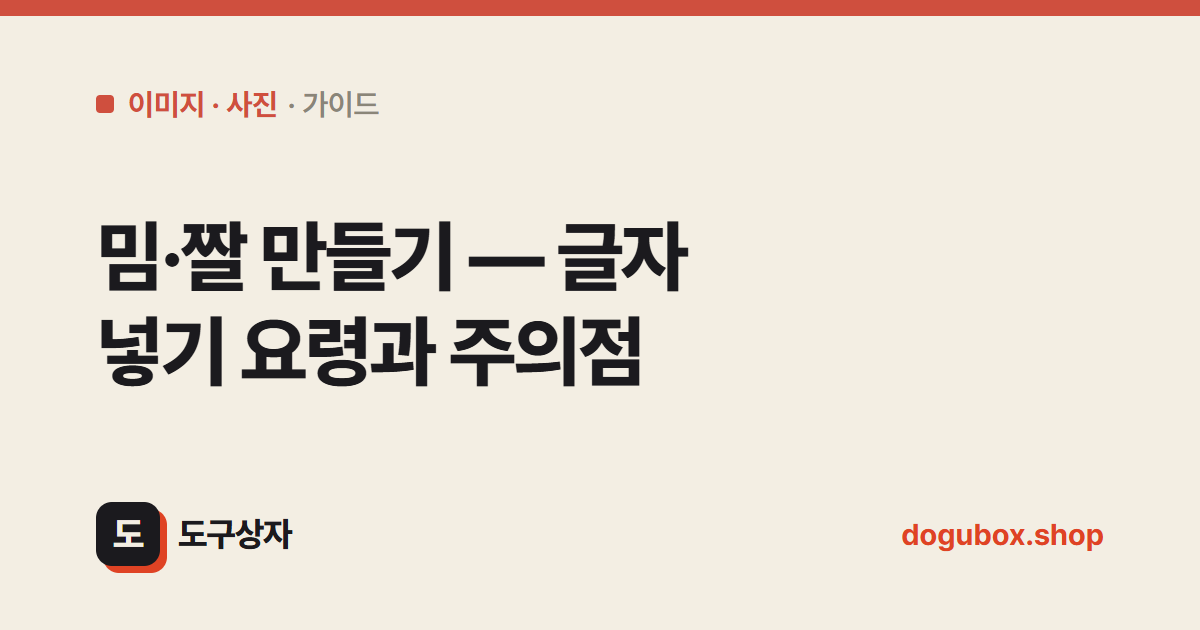 이미지 · 사진 · 가이드
밈·짤 만들기 — 글자
넣기 요령과 주의점
도 도구상자
dogubox.shop